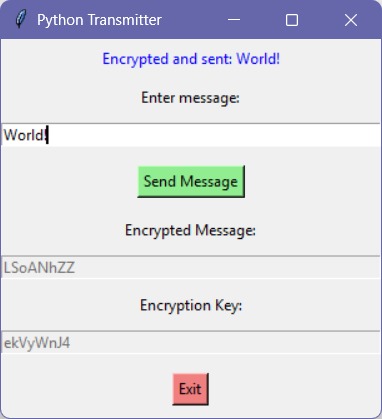 Python Transmitter
Encrypted and sent: World!
Enter message:
World!
Send Message
Encrypted Message:
LSoANhZZ
Encryption Key:
ekVyWnJ4
Exit